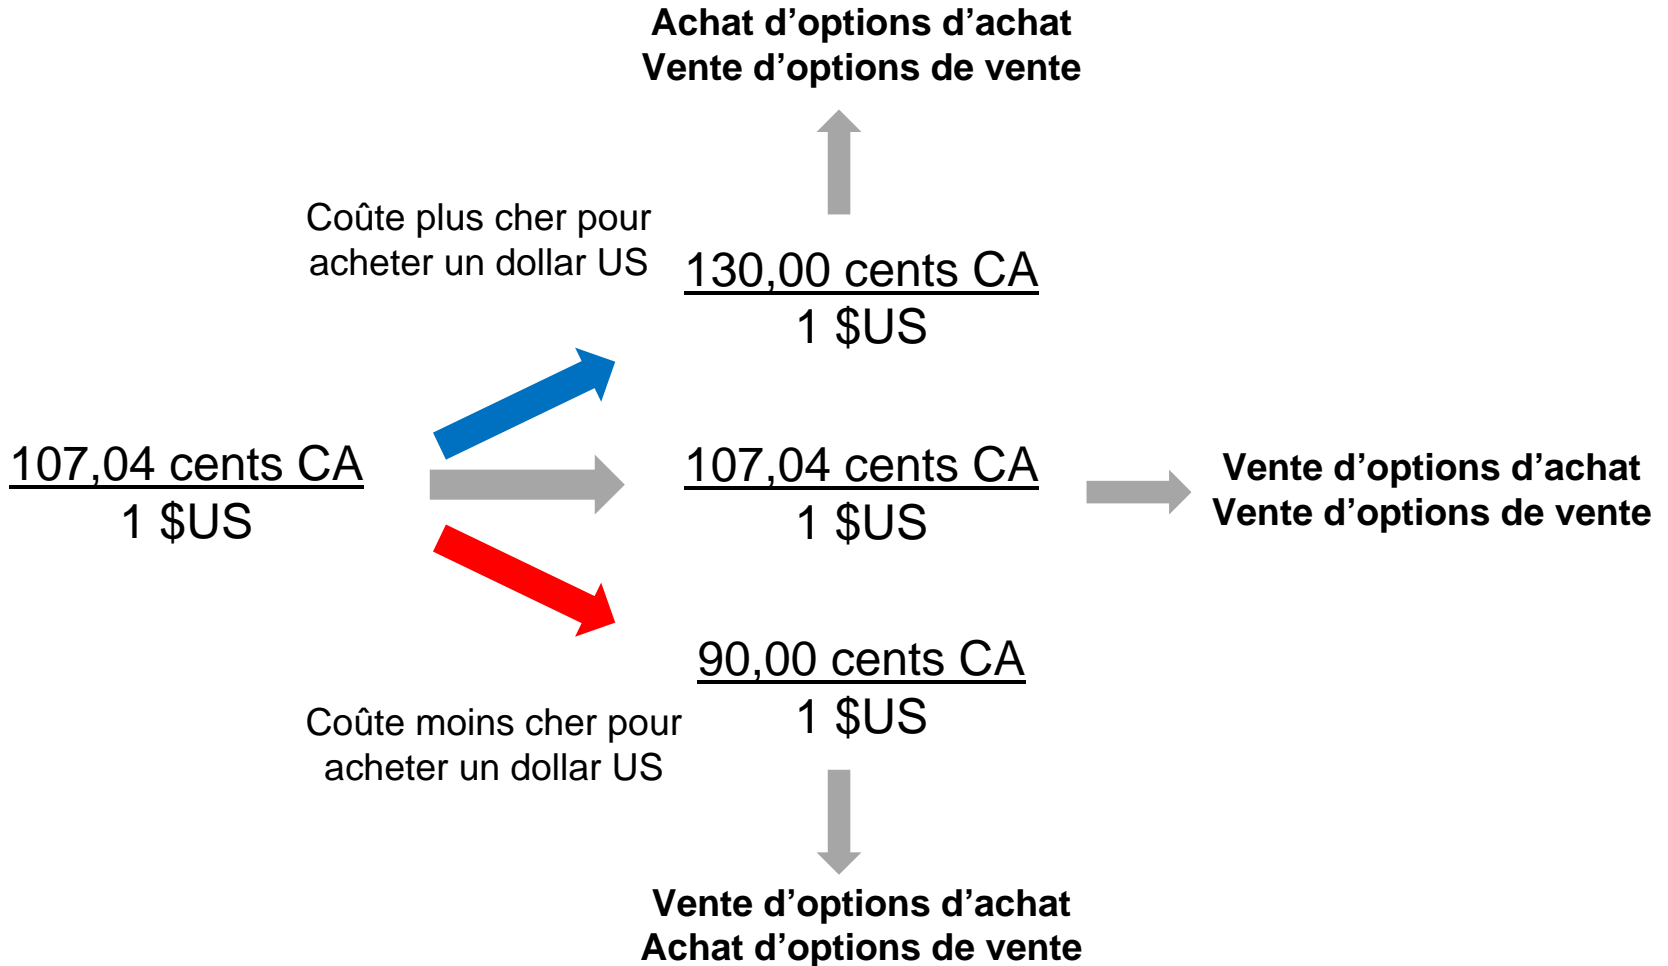 Achat d’options d’achat
Vente d’options de vente
Coûte plus cher pour
acheter un dollar US
130,00 cents CA
1 $US
107,04 cents CA
1 $US
107,04 cents CA
1 $US
Vente d’options d’achat
Vente d’options de vente
90,00 cents CA
1 $US
Coûte moins cher pour
acheter un dollar US
Vente d’options d’achat
Achat d’options de vente